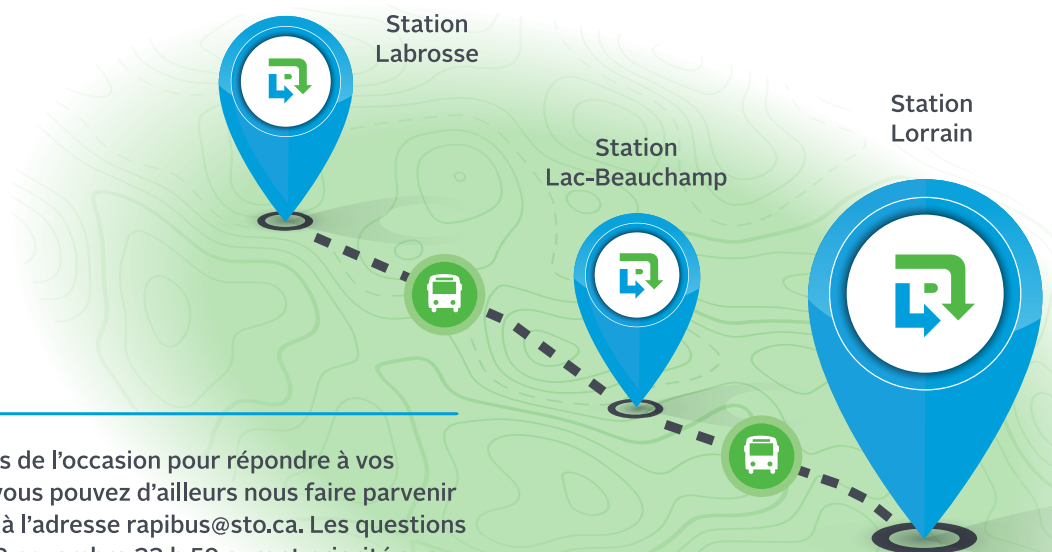 Station
Labrosse
Station
Lac-Beauchamp
Station
Lorrain
de l'occasion pour répondre à vos
vous pouvez d'ailleurs nous faire parvenir
à l'adresse rapibus@sto.ca. Les questions